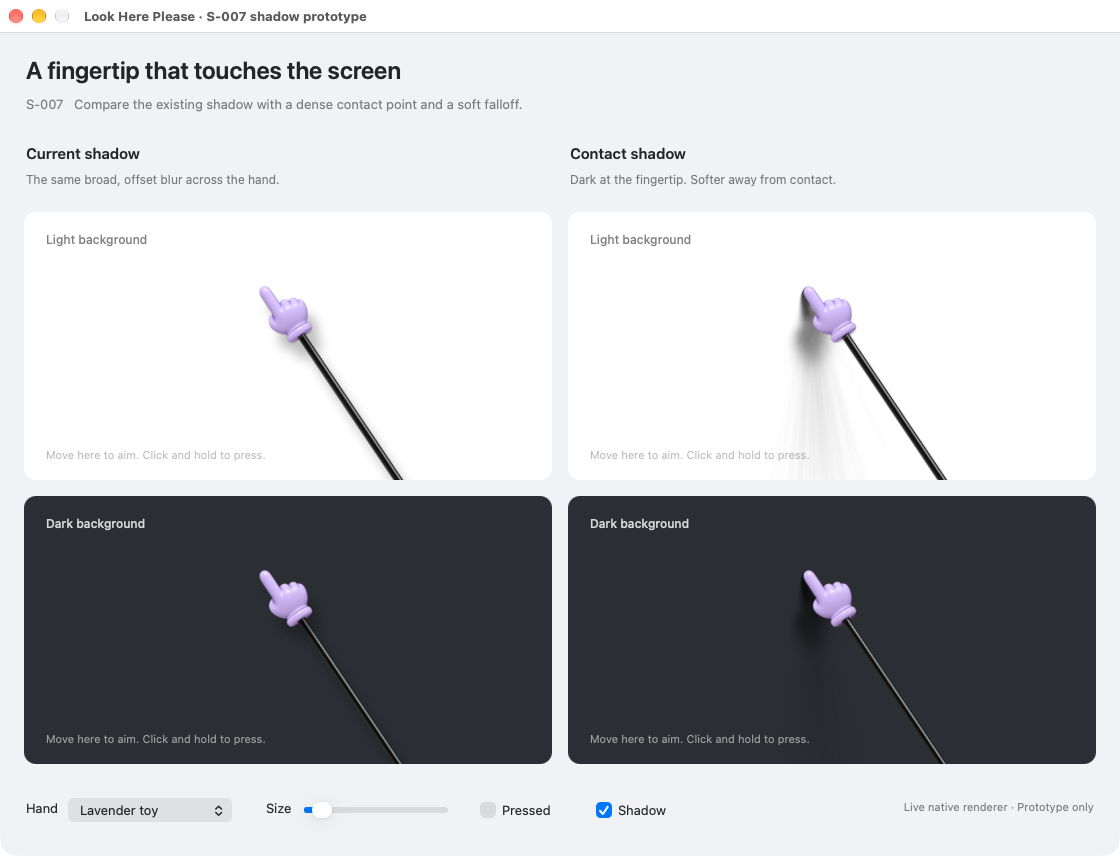 Look Here Please · S-007 shadow prototype
A fingertip that touches the screen
S-007 Compare the existing shadow with a dense contact point and a soft falloff.
Current shadow
The same broad, offset blur across the hand.
Contact shadow
Dark at the fingertip. Softer away from contact.
Light background
Move here to aim. Click and hold to press.
Light background
Move here to aim. Click and hold to press.
Dark background
Move here to aim. Click and hold to press.
Dark background
Move here to aim. Click and hold to press.
Hand
Lavender toy
Size
Pressed
Shadow
Live native renderer · Prototype only